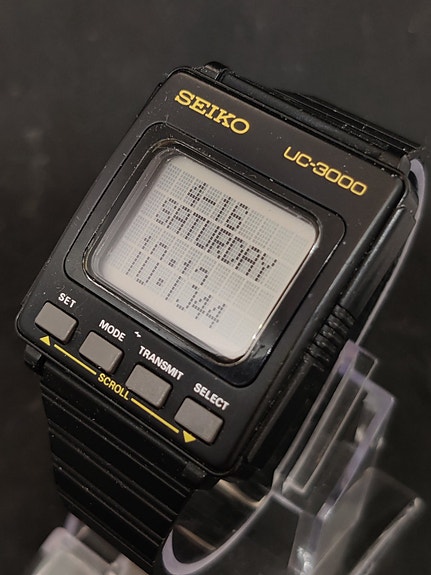 SEIKO
UC-3000
4-16
SATURDAY
10:13
44
SET
MODE
TRANSMIT
SELECT
SCROLL